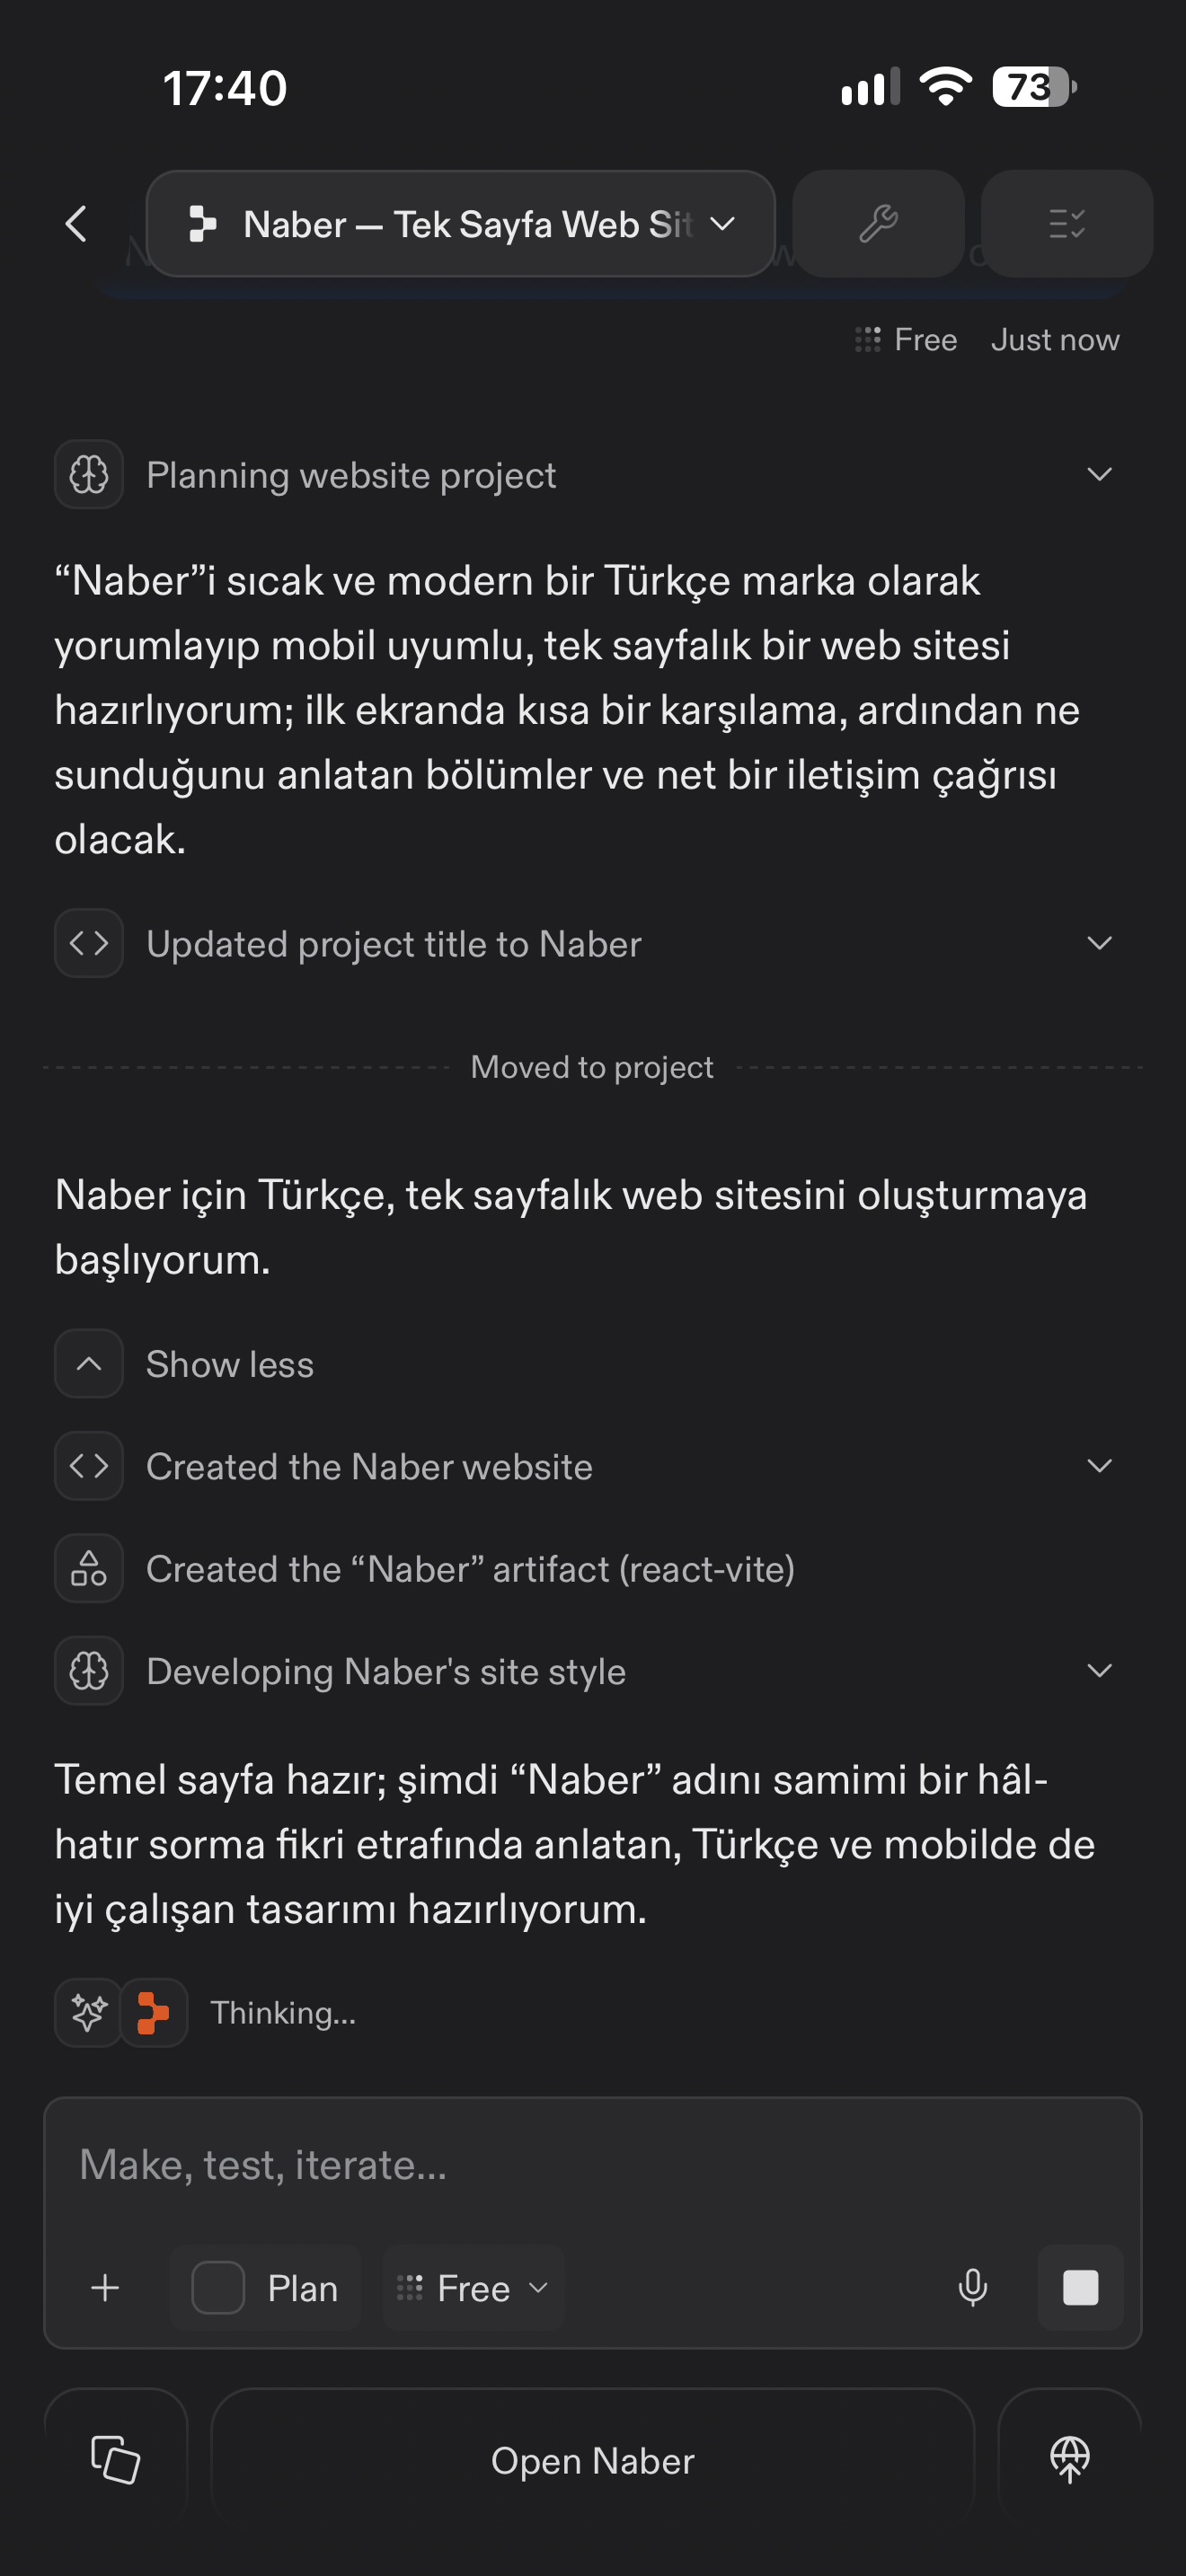 17:40
73
Naber — Tek Sayfa Web Sit
Free Just now
Planning website project
“Naber”i sıcak ve modern bir Türkçe marka olarak
yorumlayıp mobil uyumlu, tek sayfalık bir web sitesi
hazırlıyorum; ilk ekranda kısa bir karşılama, ardından ne
sunduğunu anlatan bölümler ve net bir iletişim çağrısı
olacak.
Updated project title to Naber
Moved to project
Naber için Türkçe, tek sayfalık web sitesini oluşturmaya
başlıyorum.
Show less
Created the Naber website
Created the “Naber” artifact (react-vite)
Developing Naber's site style
Temel sayfa hazır; şimdi “Naber” adını samimi bir hâl-
hatır sorma fikri etrafında anlatan, Türkçe ve mobilde de
iyi çalışan tasarımı hazırlıyorum.
Thinking...
Make, test, iterate...
Plan
Free
Open Naber